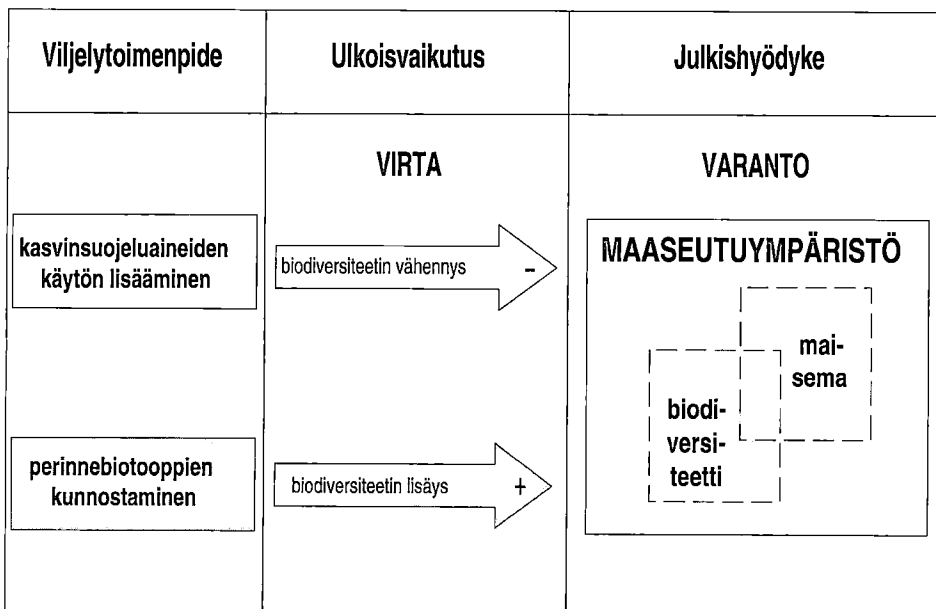 Viljelytoimenpide
Ulkoisvaikutus
Julkishyödyke
VIRTA
VARANTO
kasvinsuojeluaineiden
käytön lisääminen
biodiversiteetin vähennys -
MAASEUTUYMPÄRISTÖ
mai-
sema
biodi-
versi-
teetti
perinnebiotooppien
kunnostaminen
biodiversiteetin lisäys +